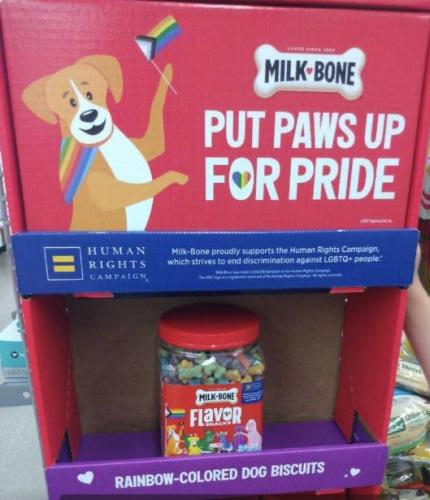 LOVED SINCE 1908
MILK-BONE
PUT PAWS UP
FOR PRIDE
HUMAN
RIGHTS
CAMPAIGN
Milk-Bone proudly supports the Human Rights Campaign,
which strives to end discrimination against LGBTQ+ people.*
MILK-BONE
FLAVOR
SNACKS
RAINBOW-COLORED DOG BISCUITS